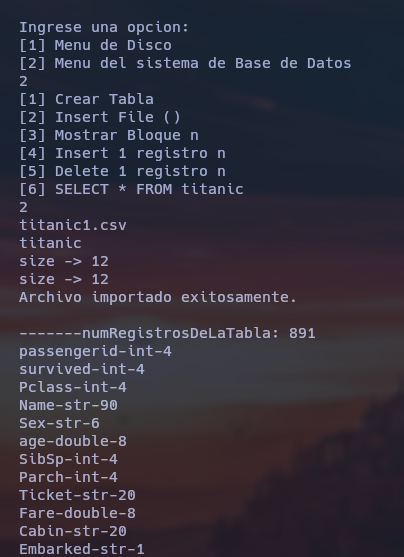 Ingrese una opcion:
[1] Menu de Disco
[2] Menu del sistema de Base de Datos
2
[1] Crear Tabla
[2] Insert File ()
[3] Mostrar Bloque n
[4] Insert 1 registro n
[5] Delete 1 registro n
[6] SELECT * FROM titanic
2
titanic1.csv
titanic
size -> 12
size -> 12
Archivo importado exitosamente.
-------numRegistrosDeLaTabla: 891
passengerid-int-4
survived-int-4
Pclass-int-4
Name-str-90
Sex-str-6
age-double-8
SibSp-int-4
Parch-int-4
Ticket-str-20
Fare-double-8
Cabin-str-20
Embarked-str-1